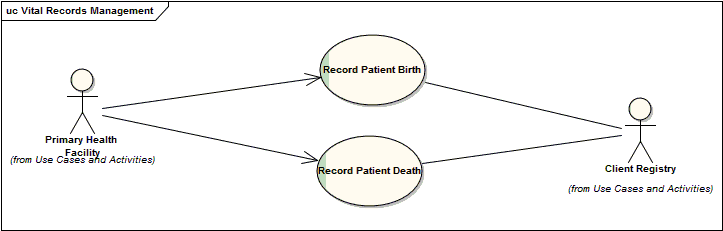 uc Vital Records Management
Record Patient Birth
Primary Health
Facility
(from Use Cases and Activities)
Record Patient Death
Client Registry
(from Use Cases and Activities)